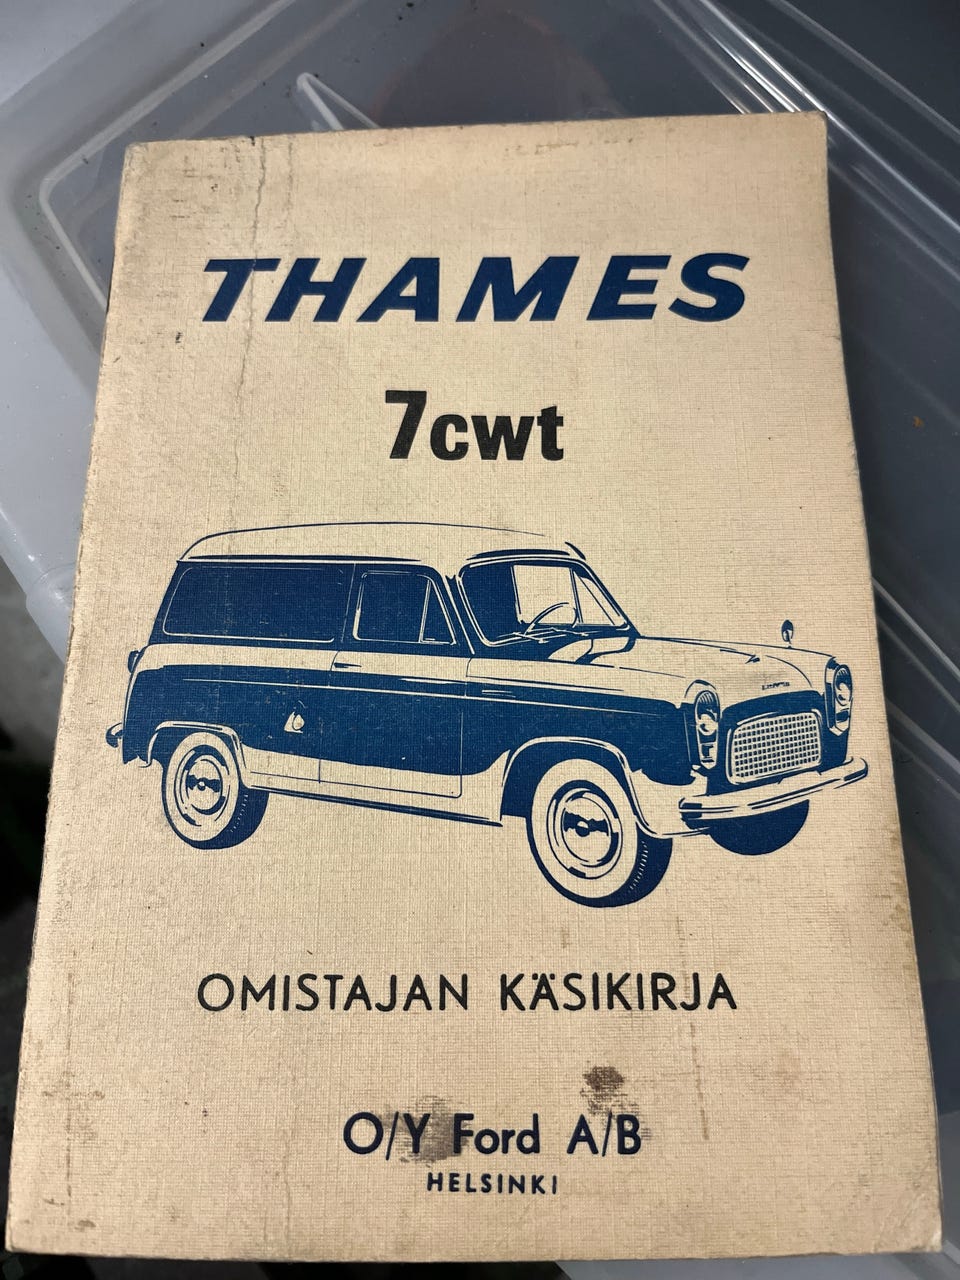 THAMES
7cwt
OMISTAJAN KÄSIKIRJA
O/Y Ford A/B
HELSINKI